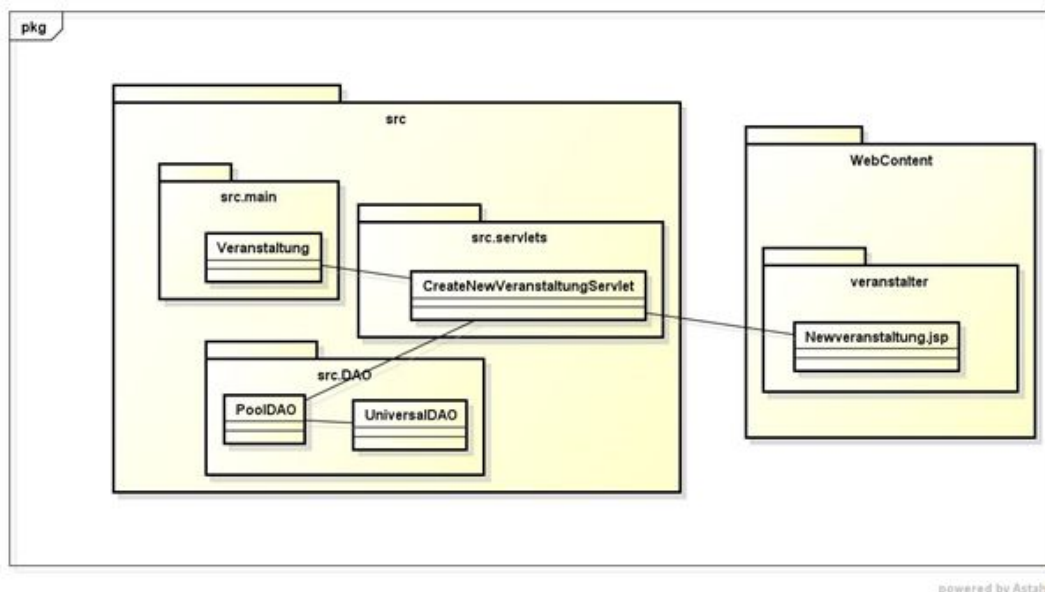 pkg
src
WebContent
src.main
Veranstaltung
src.servlets
CreateNewVeranstaltungServlet
veranstalter
Newveranstaltung.jsp
src.DAO
PoolDAO
UniversalDAO
powered by Astah